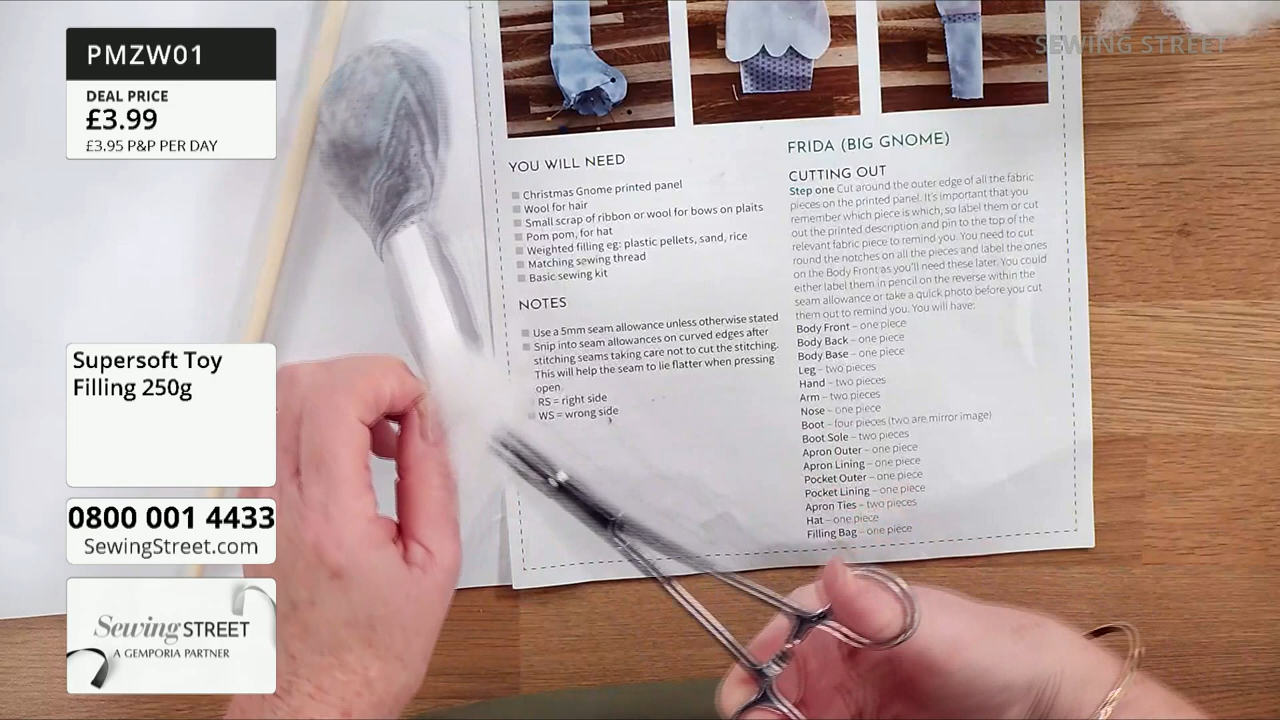 PMZW01
DEAL PRICE
£3.99
£3.95 P&P PER DAY
Supersoft Toy
Filling 250g
0800 001 4433
SewingStreet.com
Sewing STREET
A GEMPORIA PARTNER
SEWING STREET
YOU WILL NEED
Christmas Gnome printed panel
Wool for hair
Small scrap of ribbon or wool for bows on plaits
Pom pom, for hat
Weighted filling eg: plastic pellets, sand, rice
Matching sewing thread
Basic sewing kit
NOTES
Use a 5mm seam allowance unless otherwise stated
Snip into seam allowances on curved edges after
stitching seams taking care not to cut the stitching.
This will help the seam to lie flatter when pressing
open.
RS = right side
WS = wrong side
FRIDA (BIG GNOME)
CUTTING OUT
Step one Cut around the outer edge of all the fabric
pieces on the printed panel. It's important that you
remember which piece is which, so label them or cut
out the printed description and pin to the top of the
relevant fabric piece to remind you. You need to cut
round the notches on all the pieces and label the ones
on the Body Front as you'll need these later. You could
either label them in pencil on the reverse within the
seam allowance or take a quick photo before you cut
them out to remind you. You will have:
Body Front – one piece
Body Back – one piece
Body Base – one piece
Leg – two pieces
Hand – two pieces
Arm – two pieces
Nose – one piece
Boot – four pieces (two are mirror image)
Boot Sole – two pieces
Apron Outer – one piece
Apron Lining – one piece
Pocket Outer – one piece
Pocket Lining – one piece
Apron Ties – two pieces
Hat – one piece
Filling Bag – one piece